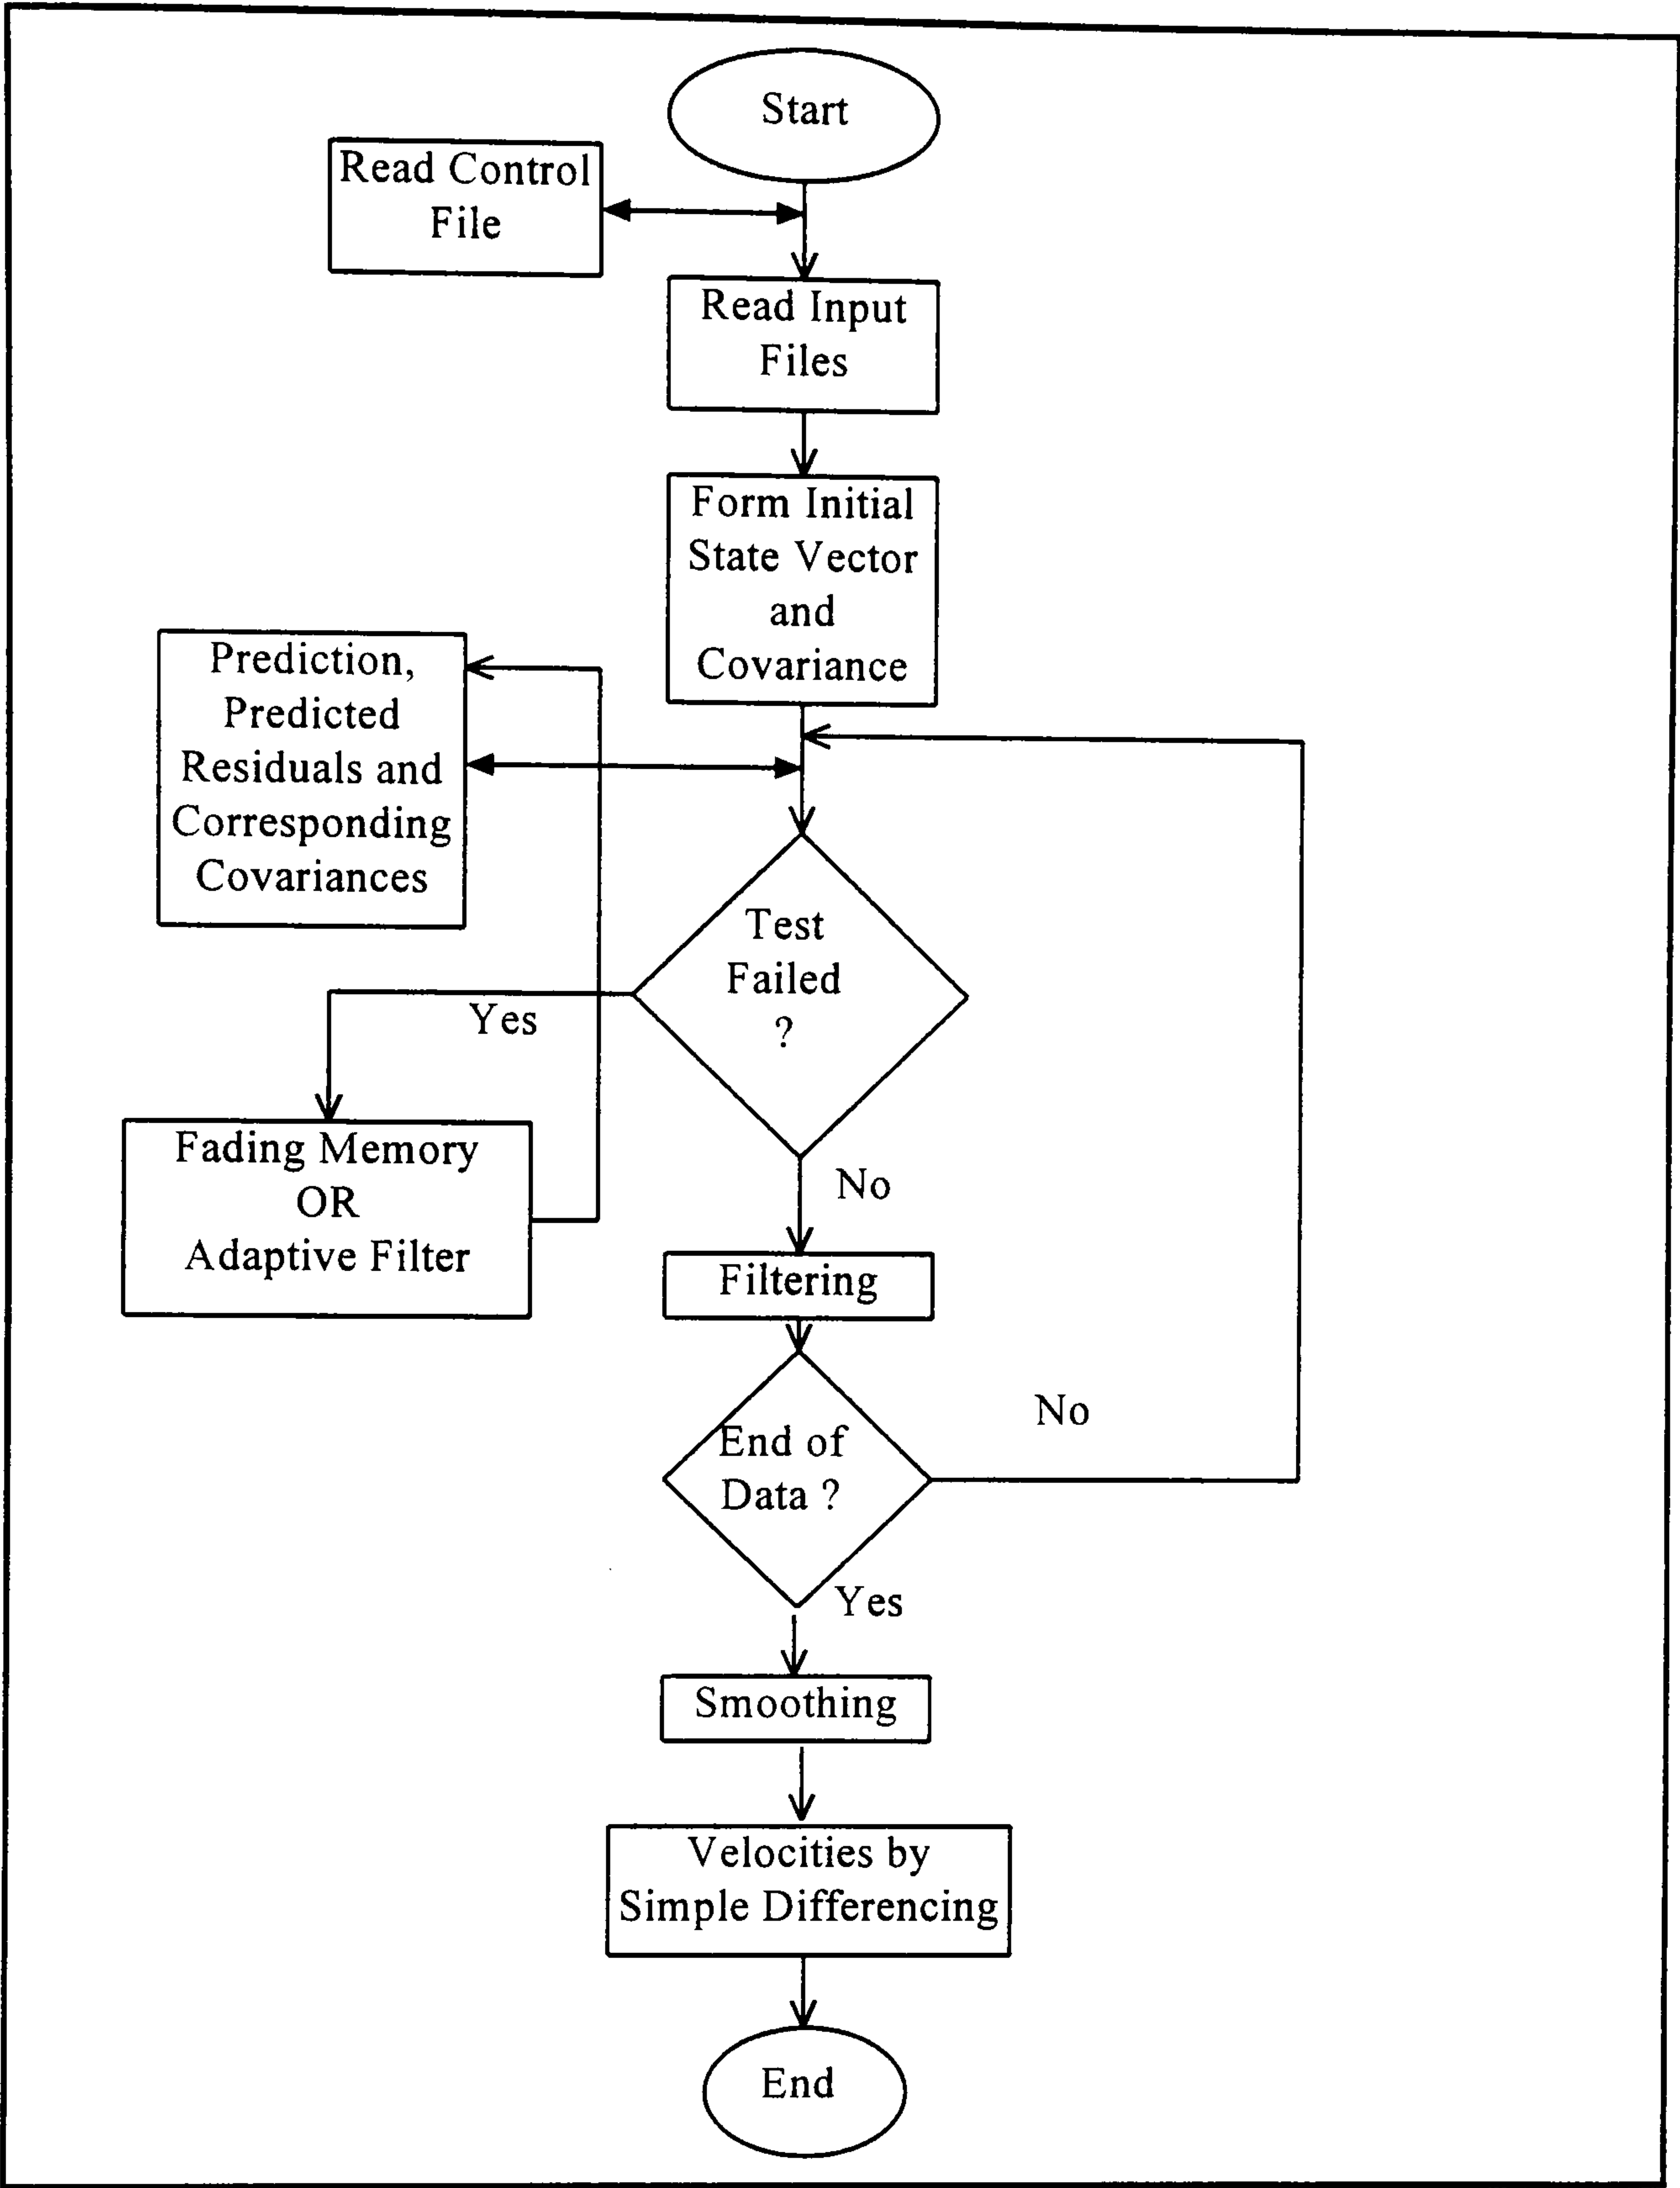 Start
Read Control
File
Read Input
Files
Form Initial
State Vector
and
Covariance
Prediction,
Predicted
Residuals and
Corresponding
Covariances
Test
Failed
?
Yes
No
Fading Memory
OR
Adaptive Filter
Filtering
End of
Data ?
No
Yes
Smoothing
Velocities by
Simple Differencing
End